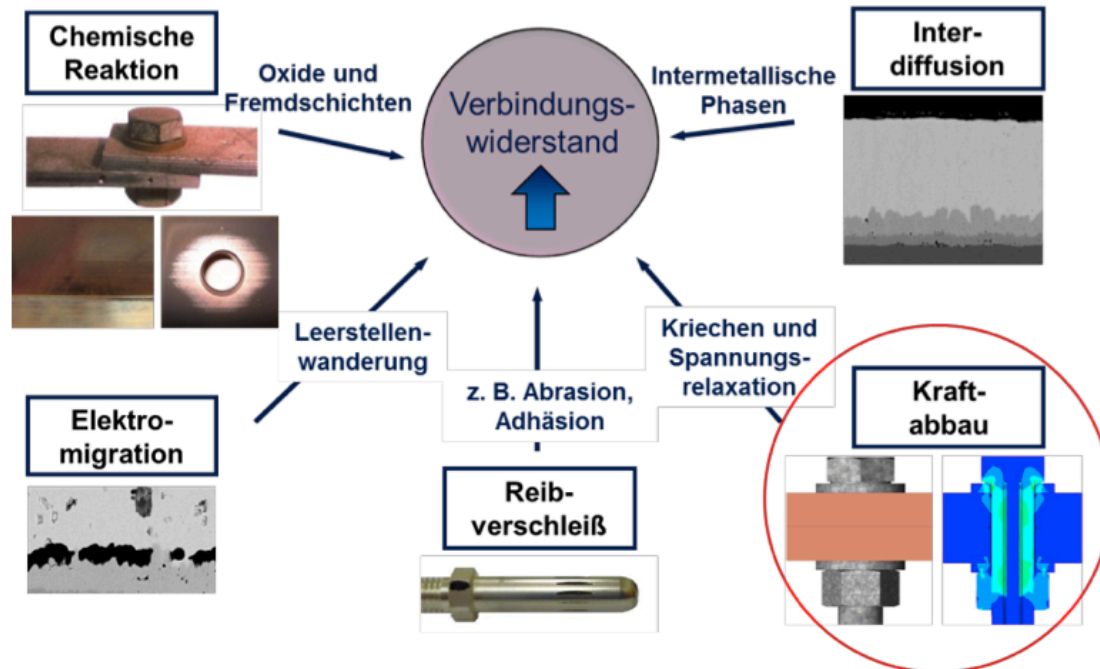 Chemische
Reaktion
Oxide und
Fremdschichten
Verbindungs-
widerstand
Intermetallische
Phasen
Inter-
diffusion
Leerstellen-
wanderung
z. B. Abrasion,
Adhäsion
Kriechen und
Spannungs-
relaxation
Elektro-
migration
Reib-
verschleiß
Kraft-
abbau